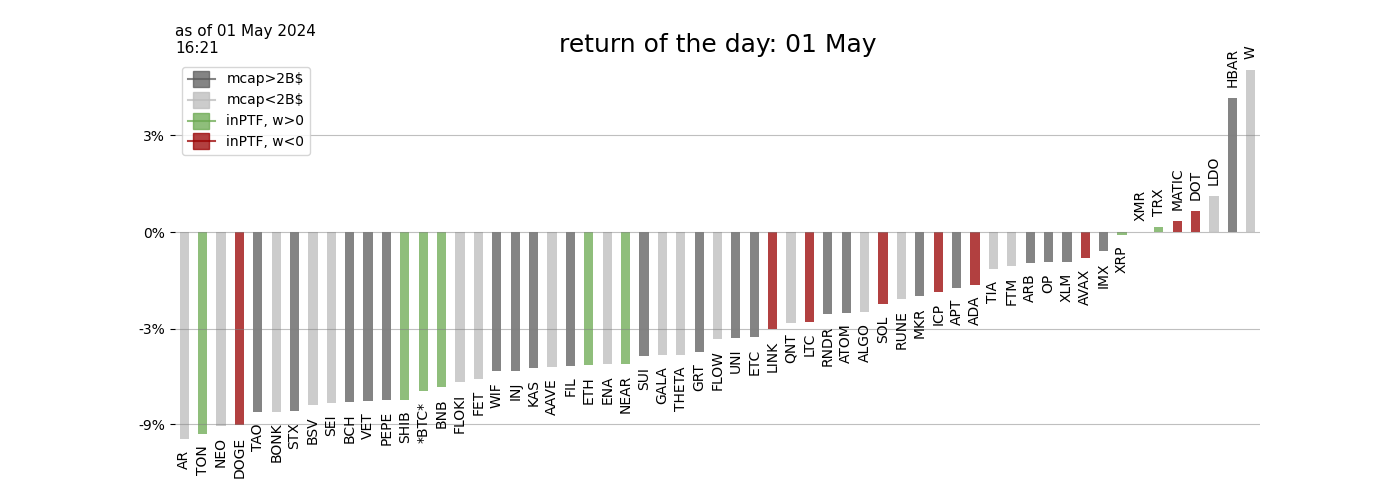 as of 01 May 2024
16:21
return of the day: 01 May
mcap>2B$
mcap<2B$
inPTF, w>0
inPTF, w<0
3%
0%
-3%
-9%
AR
TON
NEO
DOGE
TAO
BONK
STX
BSV
SEI
BCH
VET
PEPE
SHIB
*BTC*
BNB
FLOKI
FET
WIF
INJ
KAS
AAVE
FIL
ETH
ENA
NEAR
SUI
GALA
THETA
GRT
FLOW
UNI
ETC
LINK
QNT
LTC
RNDR
ATOM
ALGO
SOL
RUNE
MKR
ICP
APT
ADA
TIA
FTM
ARB
OP
XLM
AVAX
IMX
XRP
XMR
TRX
MATIC
DOT
LDO
HBAR
W